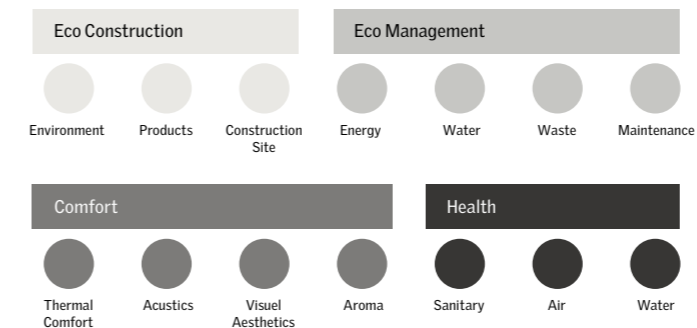 Eco Construction
Eco Management
Environment
Products
Construction
Site
Energy
Water
Waste
Maintenance
Comfort
Health
Thermal
Comfort
Acustics
Visuel
Aesthetics
Aroma
Sanitary
Air
Water